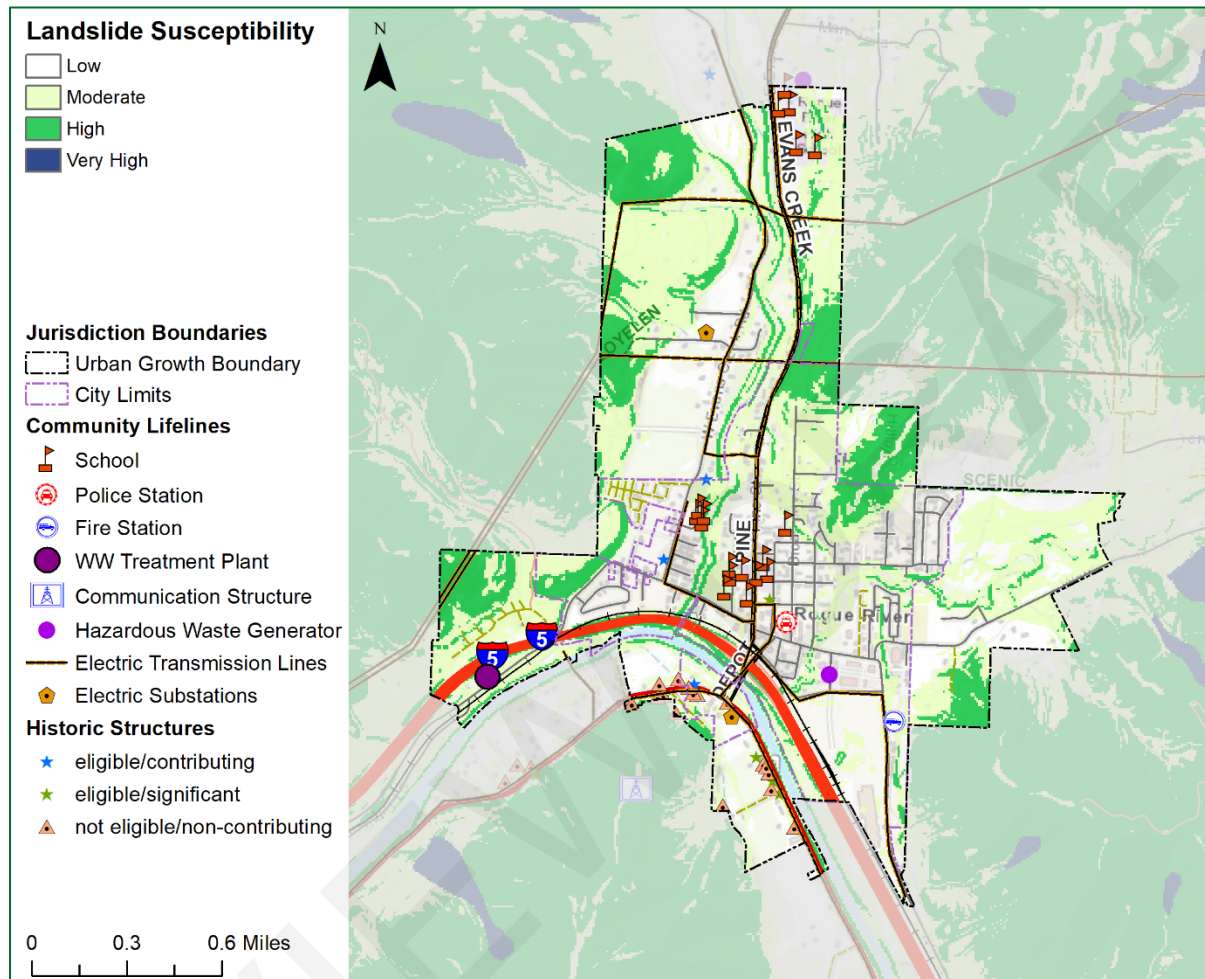 Landslide Susceptibility
Low
Moderate
High
Very High
Jurisdiction Boundaries
Urban Growth Boundary
City Limits
Community Lifelines
School
Police Station
Fire Station
WW Treatment Plant
Communication Structure
Hazardous Waste Generator
Electric Transmission Lines
Electric Substations
Historic Structures
eligible/contributing
eligible/significant
not eligible/non-contributing
0 0.3 0.6 Miles
N
EVANS CREEK
SCENIC
PINE
Rogue River
DEPOT
5
5